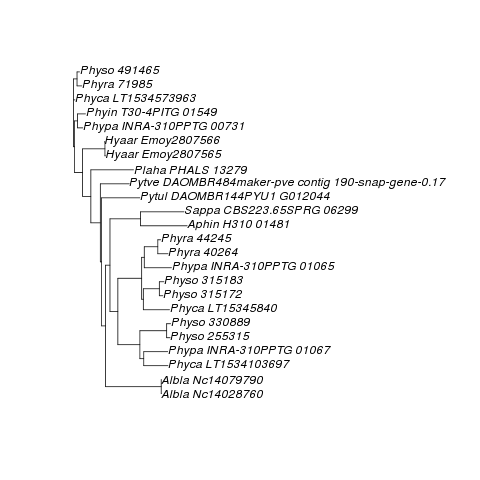 Physo 491465
Phyra 71985
Phyca LT1534573963
Phyin T30-4PITG 01549
Phypa INRA-310PPTG 00731
Hyaar Emoy2807566
Hyaar Emoy2807565
Plaha PHALS 13279
Pytve DAOMBR484maker-pve contig 190-snap-gene-0.17
Pytul DAOMBR144PYU1 G012044
Sappa CBS223.65SPRG 06299
Aphin H310 01481
Phyra 44245
Phyra 40264
Phypa INRA-310PPTG 01065
Physo 315183
Physo 315172
Phyca LT15345840
Physo 330889
Physo 255315
Phypa INRA-310PPTG 01067
Phyca LT1534103697
Albla Nc14079790
Albla Nc14028760